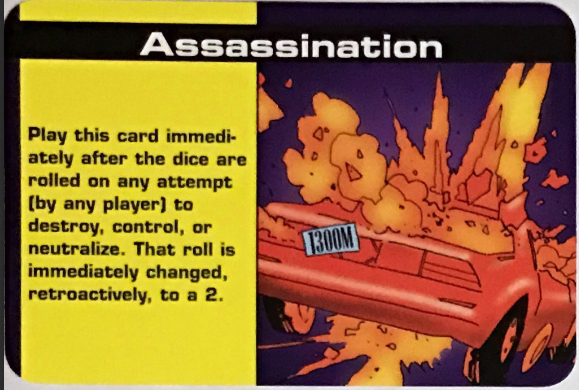 Assassination
Play this card immedi-
ately after the dice are
rolled on any attempt
(by any player) to
destroy, control, or
neutralize. That roll is
immediately changed,
retroactively, to a 2.
1300M